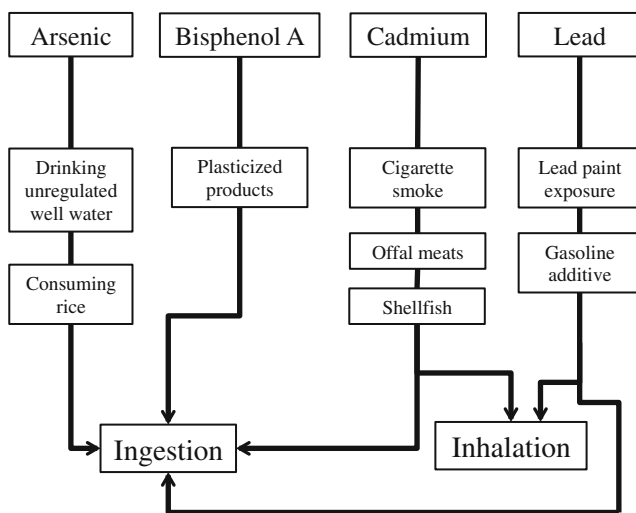 Arsenic
Bisphenol A
Cadmium
Lead
Drinking
unregulated
well water
Plasticized
products
Cigarette
smoke
Lead paint
exposure
Offal meats
Gasoline
additive
Consuming
rice
Shellfish
Ingestion
Inhalation